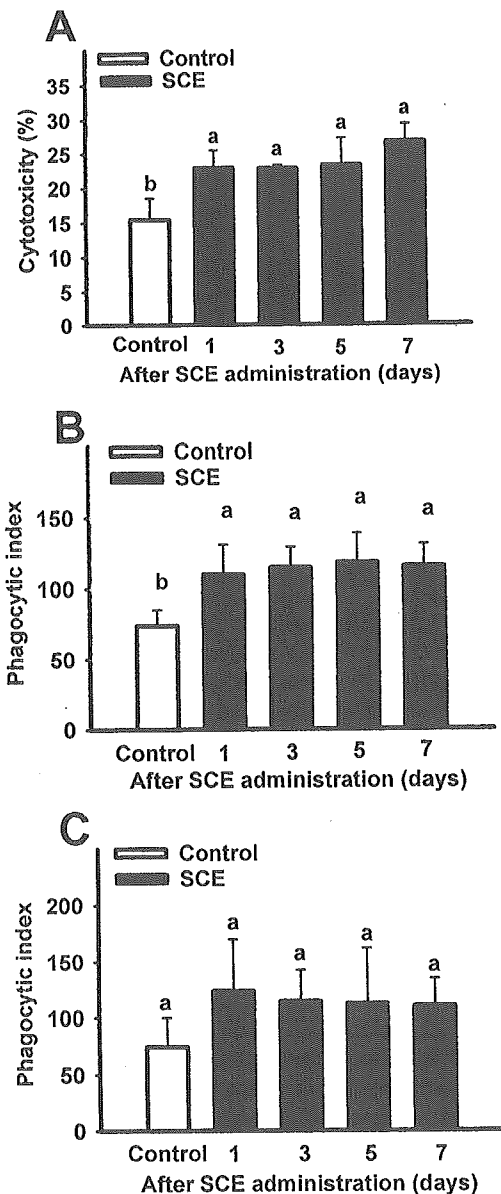 A
Control
SCE
Cytotoxicity (%)
35
30
25
20
15
10
5
0
b
a
a
a
a
Control 1 3 5 7
After SCE administration (days)
B
Control
SCE
Phagocytic index
150
100
50
0
b
a
a
a
a
Control 1 3 5 7
After SCE administration (days)
C
Control
SCE
Phagocytic index
200
150
100
50
0
a
a
a
a
a
Control 1 3 5 7
After SCE administration (days)